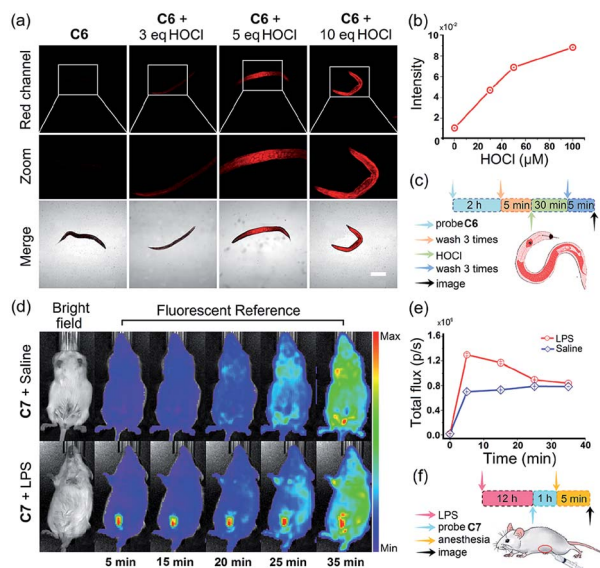 (a)
C6
C6 +
3 eq HOCl
C6 +
5 eq HOCl
C6 +
10 eq HOCl
Red channel
Zoom
Merge
(b)
x10⁻²
10
8
6
4
2
0
Intensity
0 20 40 60 80 100
HOCl (μM)
(c)
2 h 5 min 30 min 5 min
probe C6
wash 3 times
HOCl
wash 3 times
image
(d)
Bright
field
Fluorescent Reference
C7 + Saline
C7 + LPS
Max
Min
5 min 15 min 20 min 25 min 35 min
(e)
LPS
Saline
1.6
1.2
0.8
0.4
0.0
Total flux (p/s)
0 10 20 30 40
Time (min)
(f)
12 h 1 h 5 min
LPS
probe C7
anesthesia
image